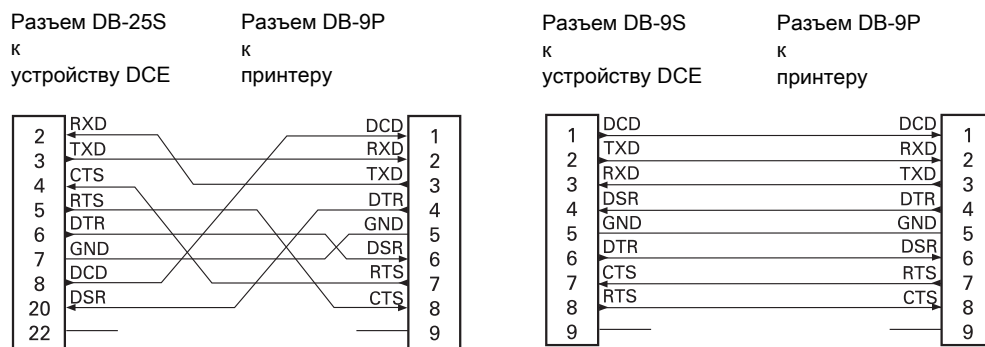 Разъем DB-25S
к
устройству DCE
Разъем DB-9P
к
принтеру
2 RXD DCD 1
3 TXD RXD 2
4 CTS TXD 3
5 RTS DTR 4
6 DTR GND 5
7 GND DSR 6
8 DCD RTS 7
20 DSR CTS 8
22 9
Разъем DB-9S
к
устройству DCE
Разъем DB-9P
к
принтеру
1 DCD DCD 1
2 TXD RXD 2
3 RXD TXD 3
4 DSR DTR 4
5 GND GND 5
6 DTR DSR 6
7 CTS RTS 7
8 RTS CTS 8
9 9